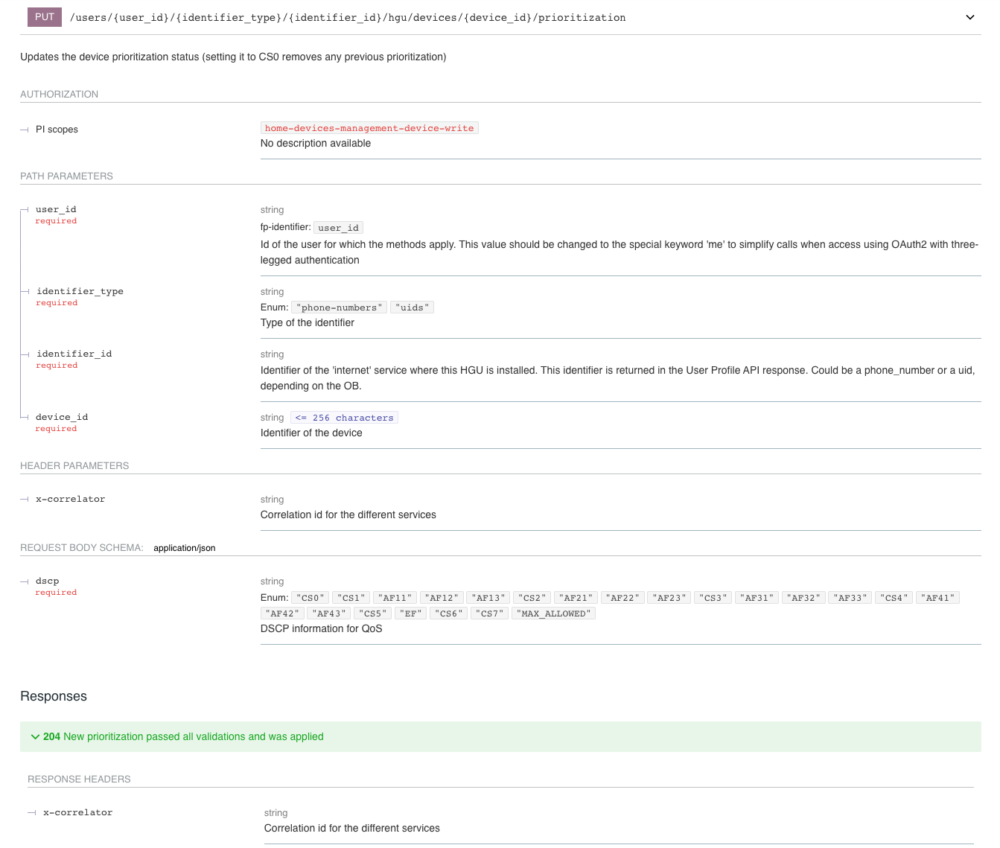 PUT /users/{user_id}/{identifier_type}/{identifier_id}/hgu/devices/{device_id}/prioritization
Updates the device prioritization status (setting it to CS0 removes any previous prioritization)
AUTHORIZATION
PI scopes home-devices-management-device-write
No description available
PATH PARAMETERS
user_id string
required
fp-identifier: user_id
Id of the user for which the methods apply. This value should be changed to the special keyword 'me' to simplify calls when access using OAuth2 with three-
legged authentication
identifier_type string
required
Enum: "phone-numbers" "uids"
Type of the identifier
identifier_id string
required
Identifier of the 'internet' service where this HGU is installed. This identifier is returned in the User Profile API response. Could be a phone_number or a uid,
depending on the OB.
device_id string <= 256 characters
required
Identifier of the device
HEADER PARAMETERS
x-correlator string
Correlation id for the different services
REQUEST BODY SCHEMA: application/json
dscp string
required
Enum: "CS0" "CS1" "AF11" "AF12" "AF13" "CS2" "AF21" "AF22" "AF23" "CS3" "AF31" "AF32" "AF33" "CS4" "AF41"
"AF42" "AF43" "CS5" "EF" "CS6" "CS7" "MAX_ALLOWED"
DSCP information for QoS
Responses
204 New prioritization passed all validations and was applied
RESPONSE HEADERS
x-correlator string
Correlation id for the different services